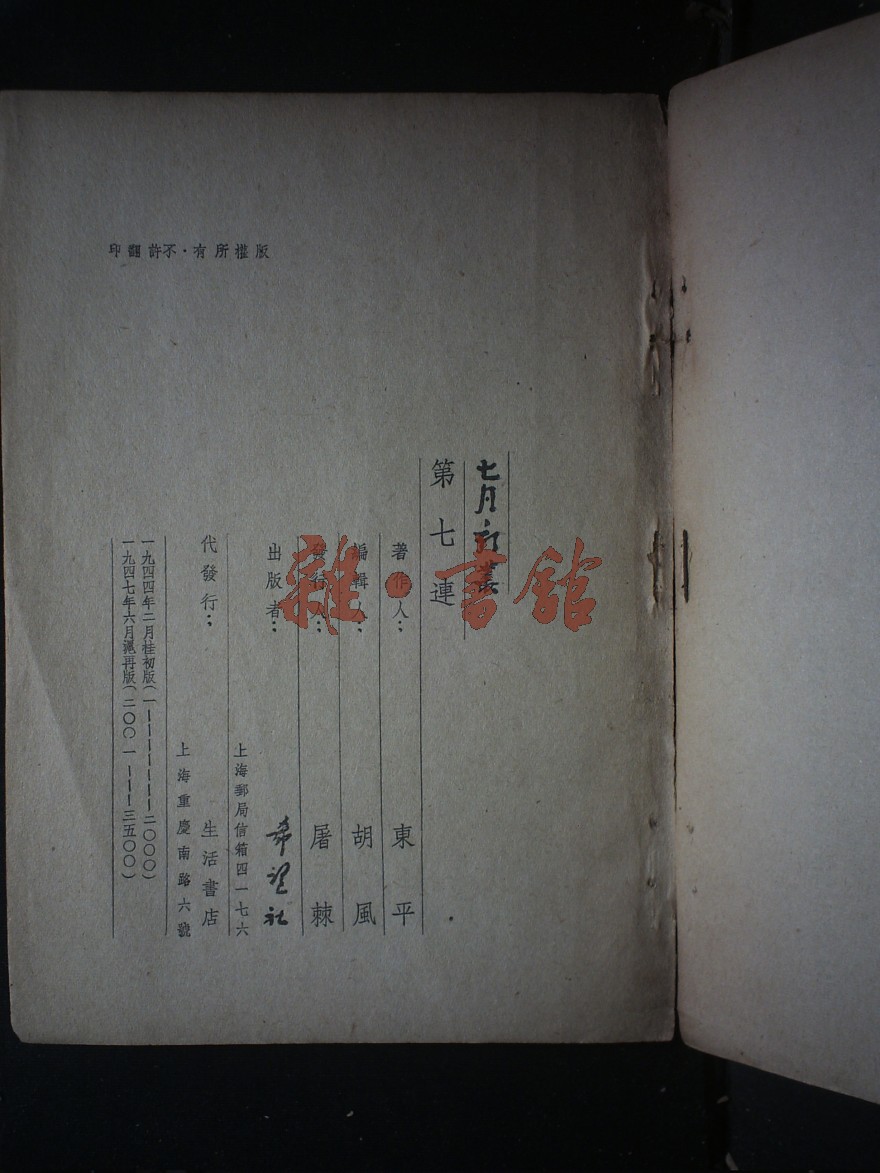 版權所有・不許翻印
七月新叢
第七連
著作人： 東平
編輯人： 胡風
發行人： 屠棘
出版者： 希望社
上海郵局信箱四一七六
代發行： 生活書店
上海重慶南路六號
一九四四年二月桂初版（一———二〇〇〇）
一九四七年六月滬再版（二〇〇一———三五〇〇）
雜・書館